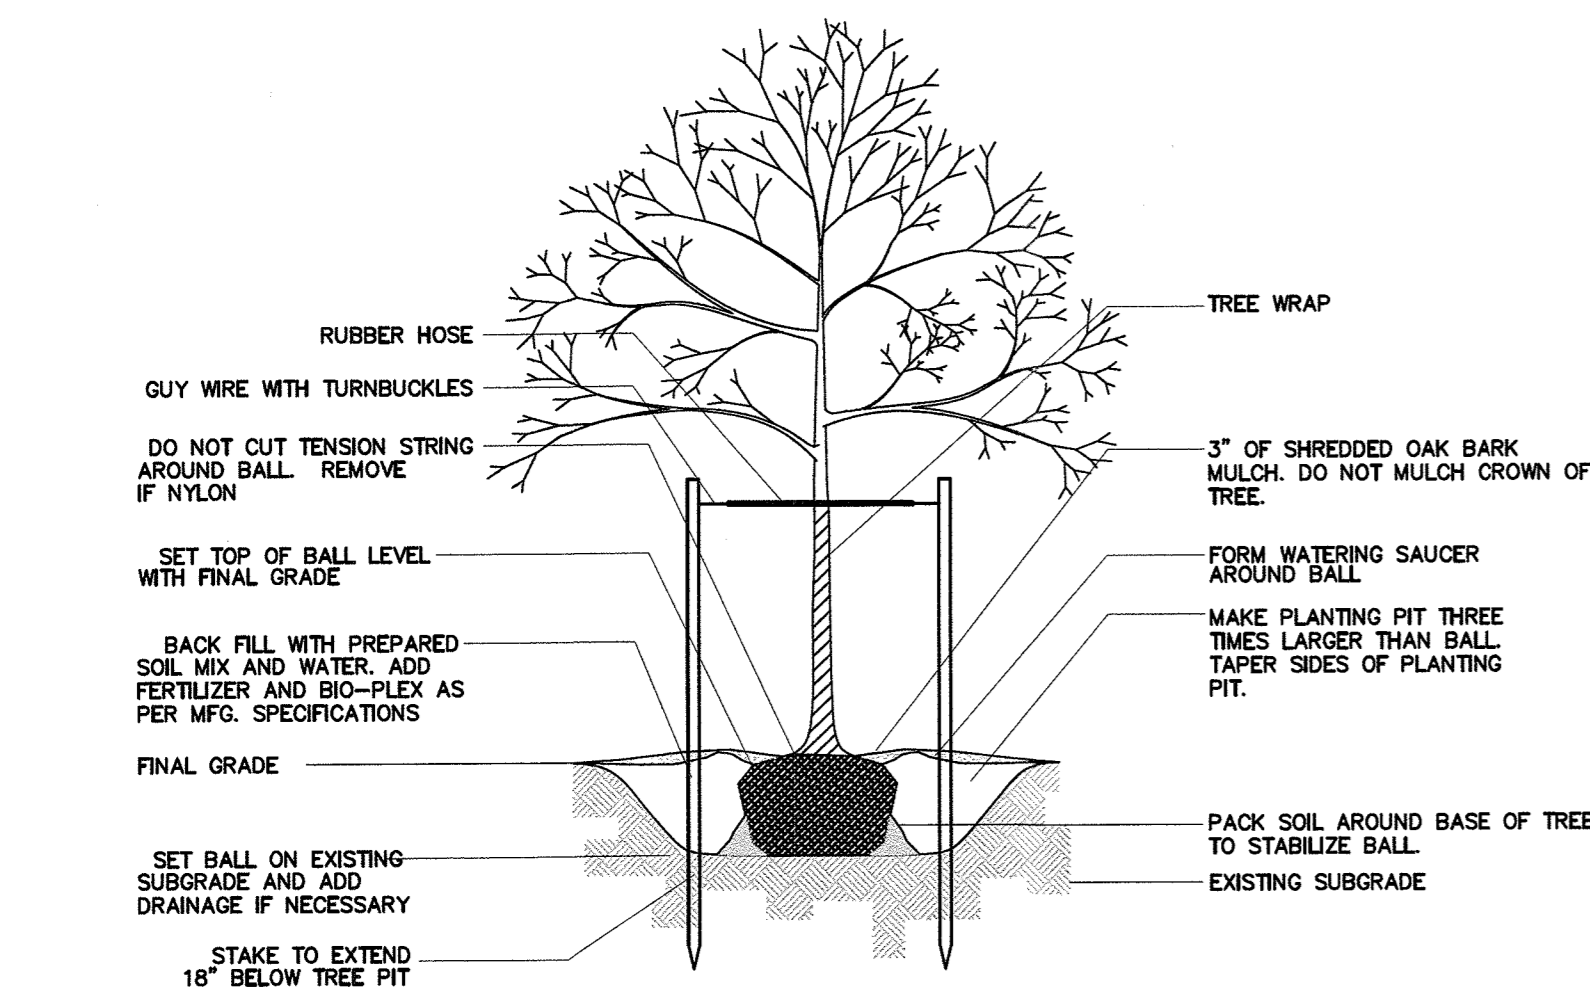 RUBBER HOSE
GUY WIRE WITH TURNBUCKLES
DO NOT CUT TENSION STRING
AROUND BALL. REMOVE
IF NYLON
SET TOP OF BALL LEVEL
WITH FINAL GRADE
BACK FILL WITH PREPARED
SOIL MIX AND WATER. ADD
FERTILIZER AND BIO-PLEX AS
PER MFG. SPECIFICATIONS
FINAL GRADE
SET BALL ON EXISTING
SUBGRADE AND ADD
DRAINAGE IF NECESSARY
STAKE TO EXTEND
18" BELOW TREE PIT
TREE WRAP
3" OF SHREDDED OAK BARK
MULCH. DO NOT MULCH CROWN OF
TREE.
FORM WATERING SAUCER
AROUND BALL
MAKE PLANTING PIT THREE
TIMES LARGER THAN BALL.
TAPER SIDES OF PLANTING
PIT.
PACK SOIL AROUND BASE OF TREE
TO STABILIZE BALL.
EXISTING SUBGRADE